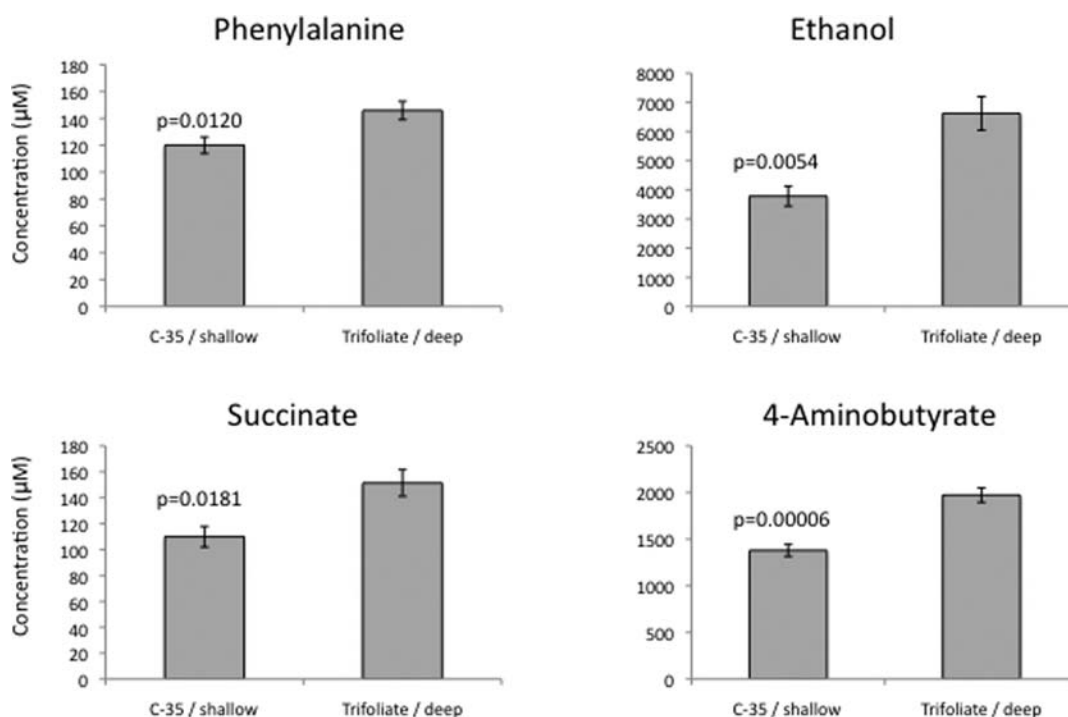 Phenylalanine
Concentration (µM)
180
160
140
120
100
80
60
40
20
0
p=0.0120
C-35 / shallow
Trifoliate / deep
Ethanol
8000
7000
6000
5000
4000
3000
2000
1000
0
p=0.0054
C-35 / shallow
Trifoliate / deep
Succinate
Concentration (µM)
180
160
140
120
100
80
60
40
20
0
p=0.0181
C-35 / shallow
Trifoliate / deep
4-Aminobutyrate
2500
2000
1500
1000
500
0
p=0.00006
C-35 / shallow
Trifoliate / deep